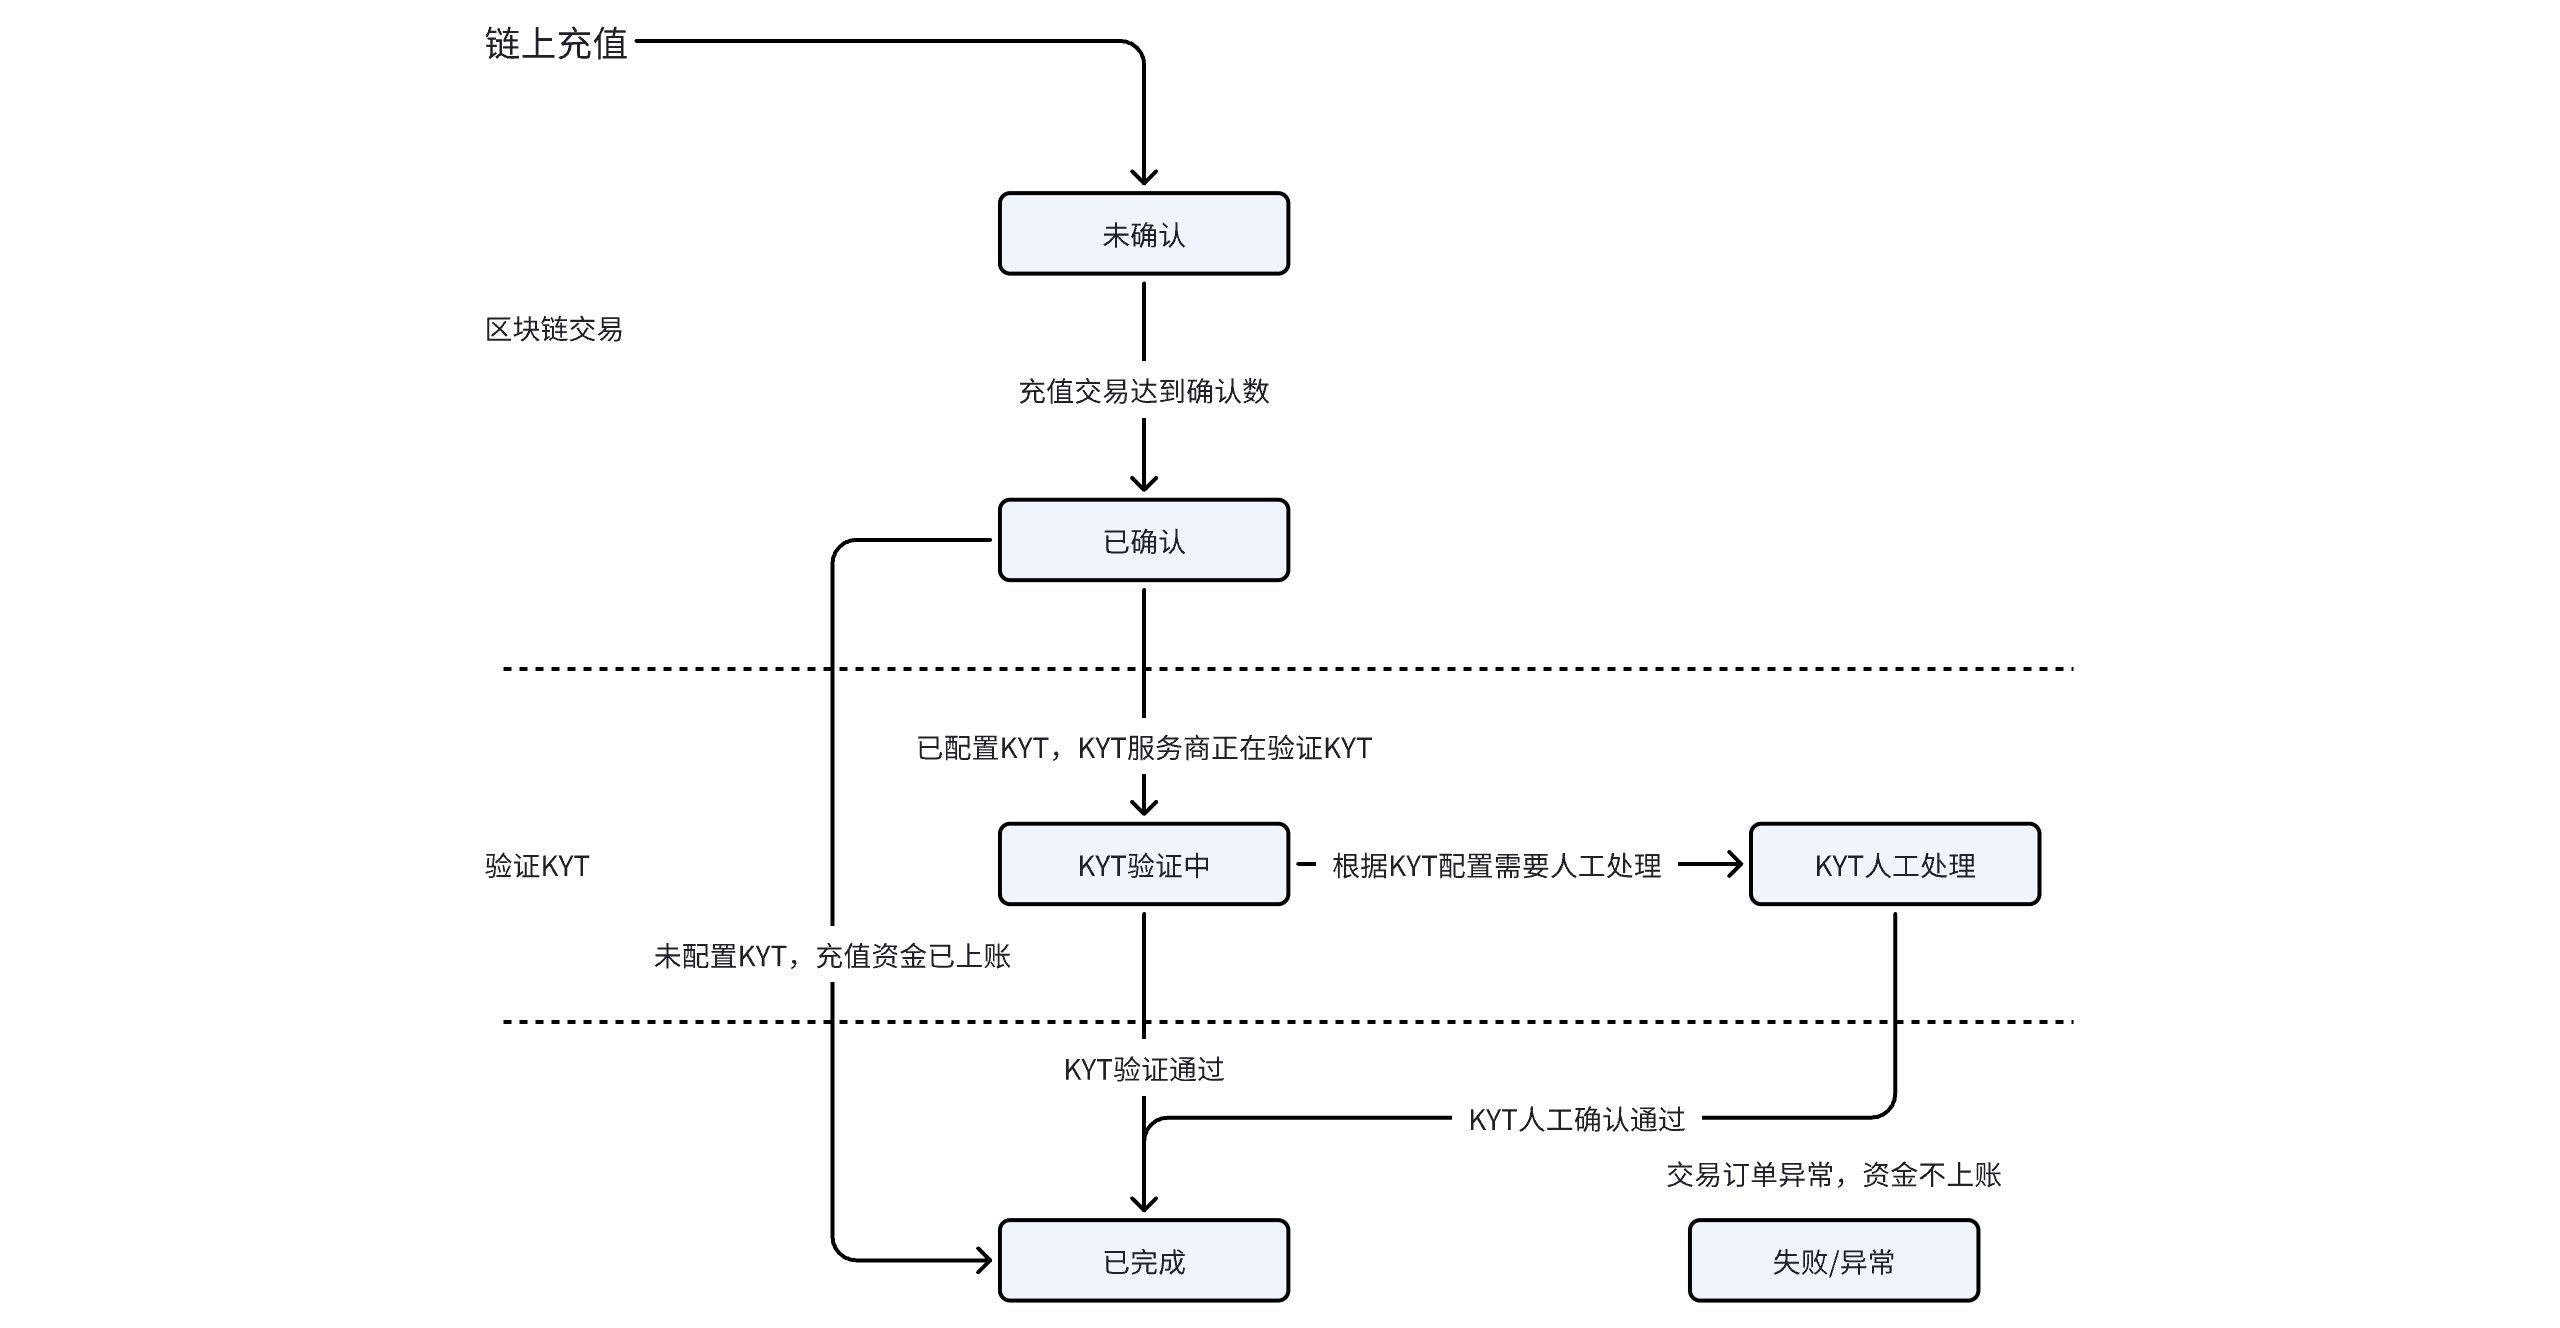 链上充值
未确认
区块链交易
充值交易达到确认数
已确认
已配置KYT，KYT服务商正在验证KYT
验证KYT
KYT验证中
根据KYT配置需要人工处理
KYT人工处理
未配置KYT，充值资金已上账
KYT验证通过
KYT人工确认通过
交易订单异常，资金不上账
已完成
失败/异常